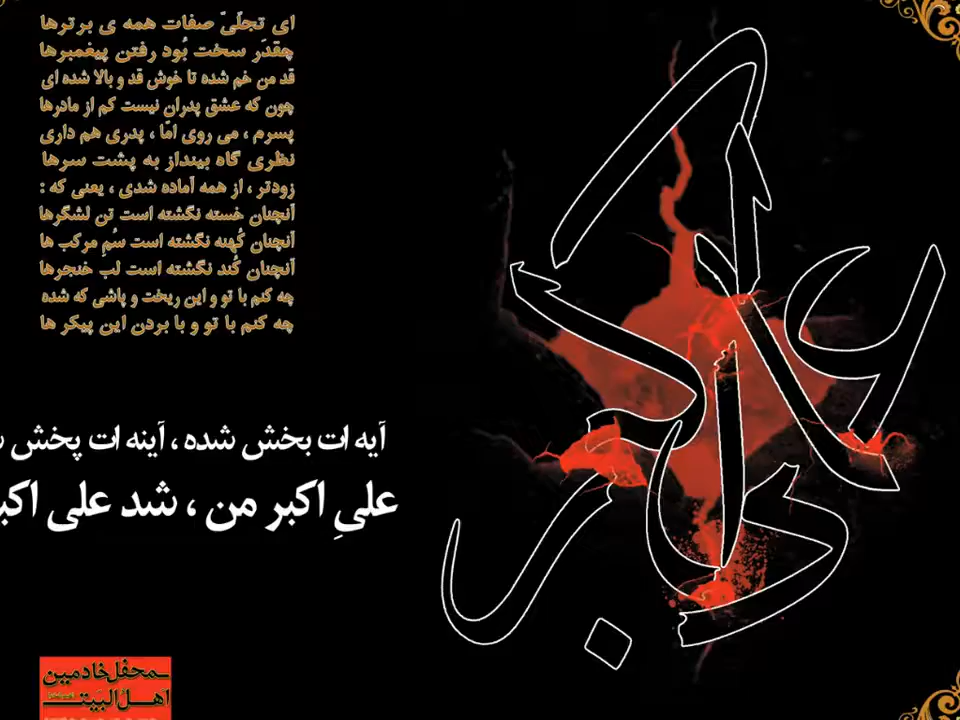 ای تجلّیّ صفات همه ی برترها
چقدَر سخت بُود رفتن پیغمبرها
قد من خم شده تا خوش قد و بالا شده ای
چون که عشق پدران نیست کم از مادرها
پسرم ، می روی امّا ، پدری هم داری
نظری گاه بینداز به پشت سرها
زودتر ، از همه آماده شدی ، یعنی که :
آنچنان خسته نگشته است تن لشگرها
آنچنان کُهنه نگشته است سُمِ مرکب ها
آنچنان کُند نگشته است لب خنجرها
چه کنم با تو و این ریخت و پاشی که شده
چه کنم با تو و با بردن این پیکر ها
آیه ات بخش شده ، آینه ات پخش
علیِ اکبر من ، شد علی
علی اکبر
محفل خادمین
اهل البیت